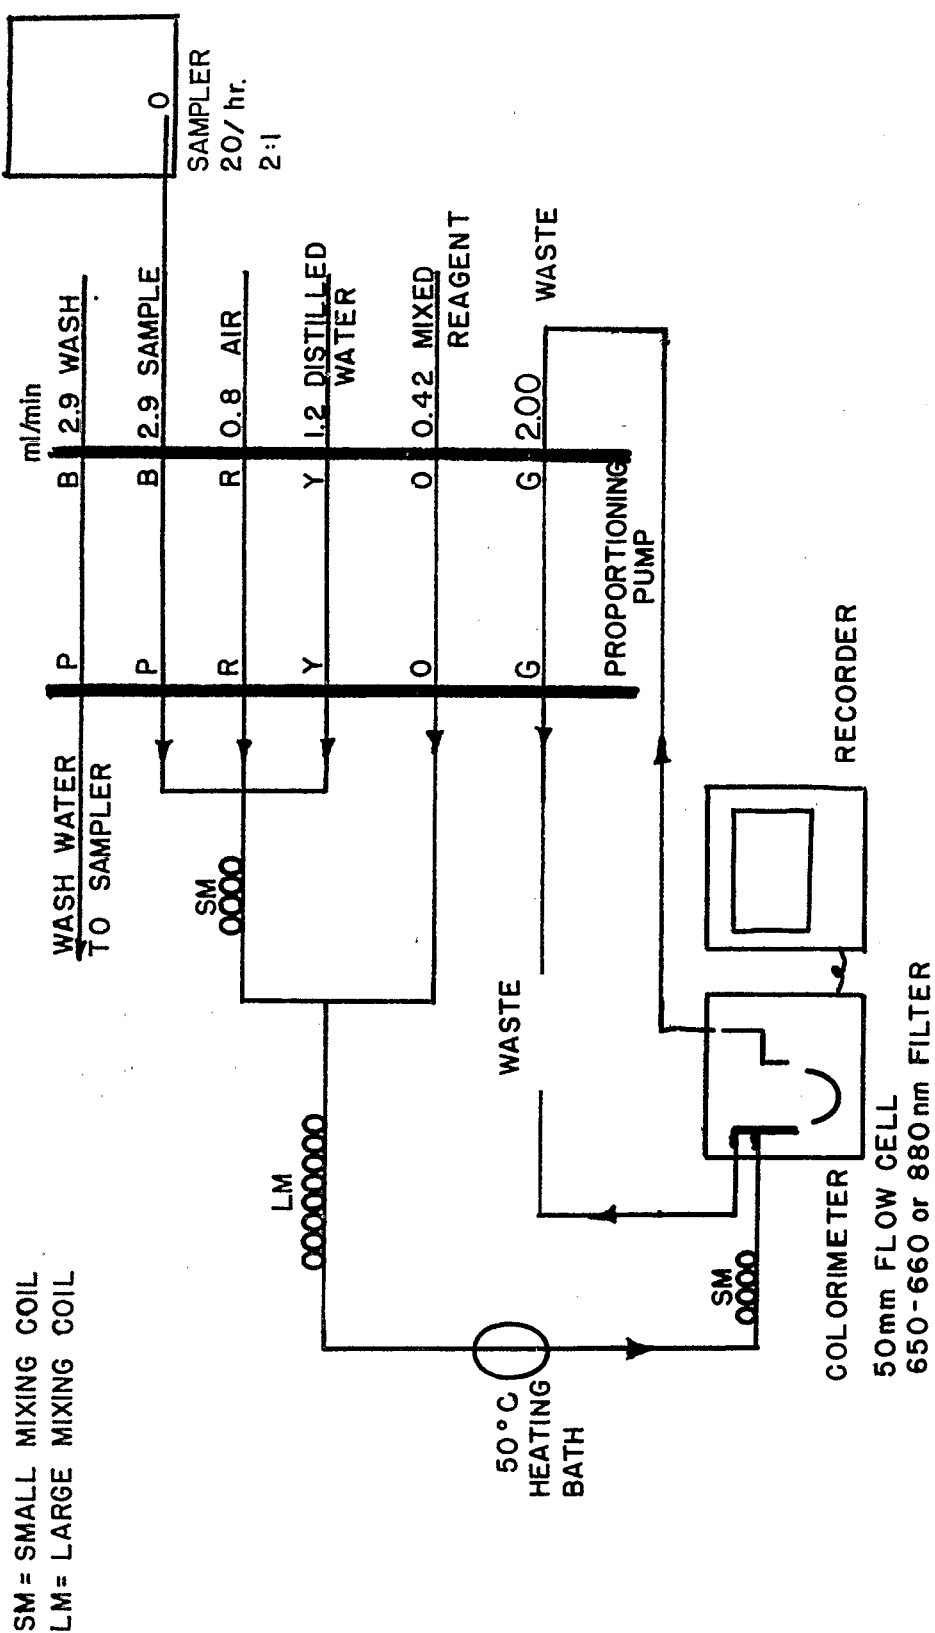 SM = SMALL MIXING COIL
LM = LARGE MIXING COIL
WASH WATER
TO SAMPLER
P
B
ml/min
2.9 WASH
P
B
2.9 SAMPLE
O
SAMPLER
20/hr.
2:1
SM
R
R
0.8 AIR
LM
Y
Y
1.2 DISTILLED
WATER
O
O
0.42 MIXED
REAGENT
WASTE
G
G
2.00
WASTE
50°C
HEATING
BATH
PROPORTIONING
PUMP
SM
COLORIMETER
50mm FLOW CELL
650-660 or 880nm FILTER
RECORDER